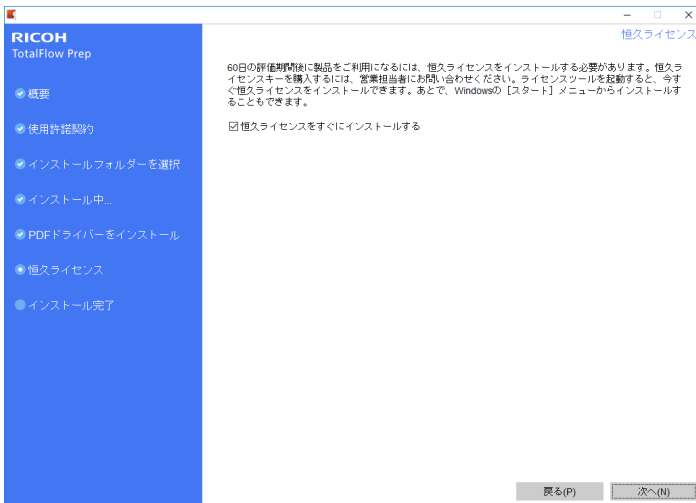 RICOH
TotalFlow Prep
概要
使用許諾契約
インストールフォルダーを選択
インストール中...
PDFドライバーをインストール
恒久ライセンス
インストール完了
恒久ライセンス
60日の評価期間後に製品をご利用になるには、恒久ライセンスをインストールする必要があります。恒久ラ
イセンスキーを購入するには、営業担当者にお問い合わせください。ライセンスツールを起動すると、今す
ぐ恒久ライセンスをインストールできます。あとで、Windowsの［スタート］メニューからインストールす
ることもできます。
恒久ライセンスをすぐにインストールする
戻る(P)
次へ(N)